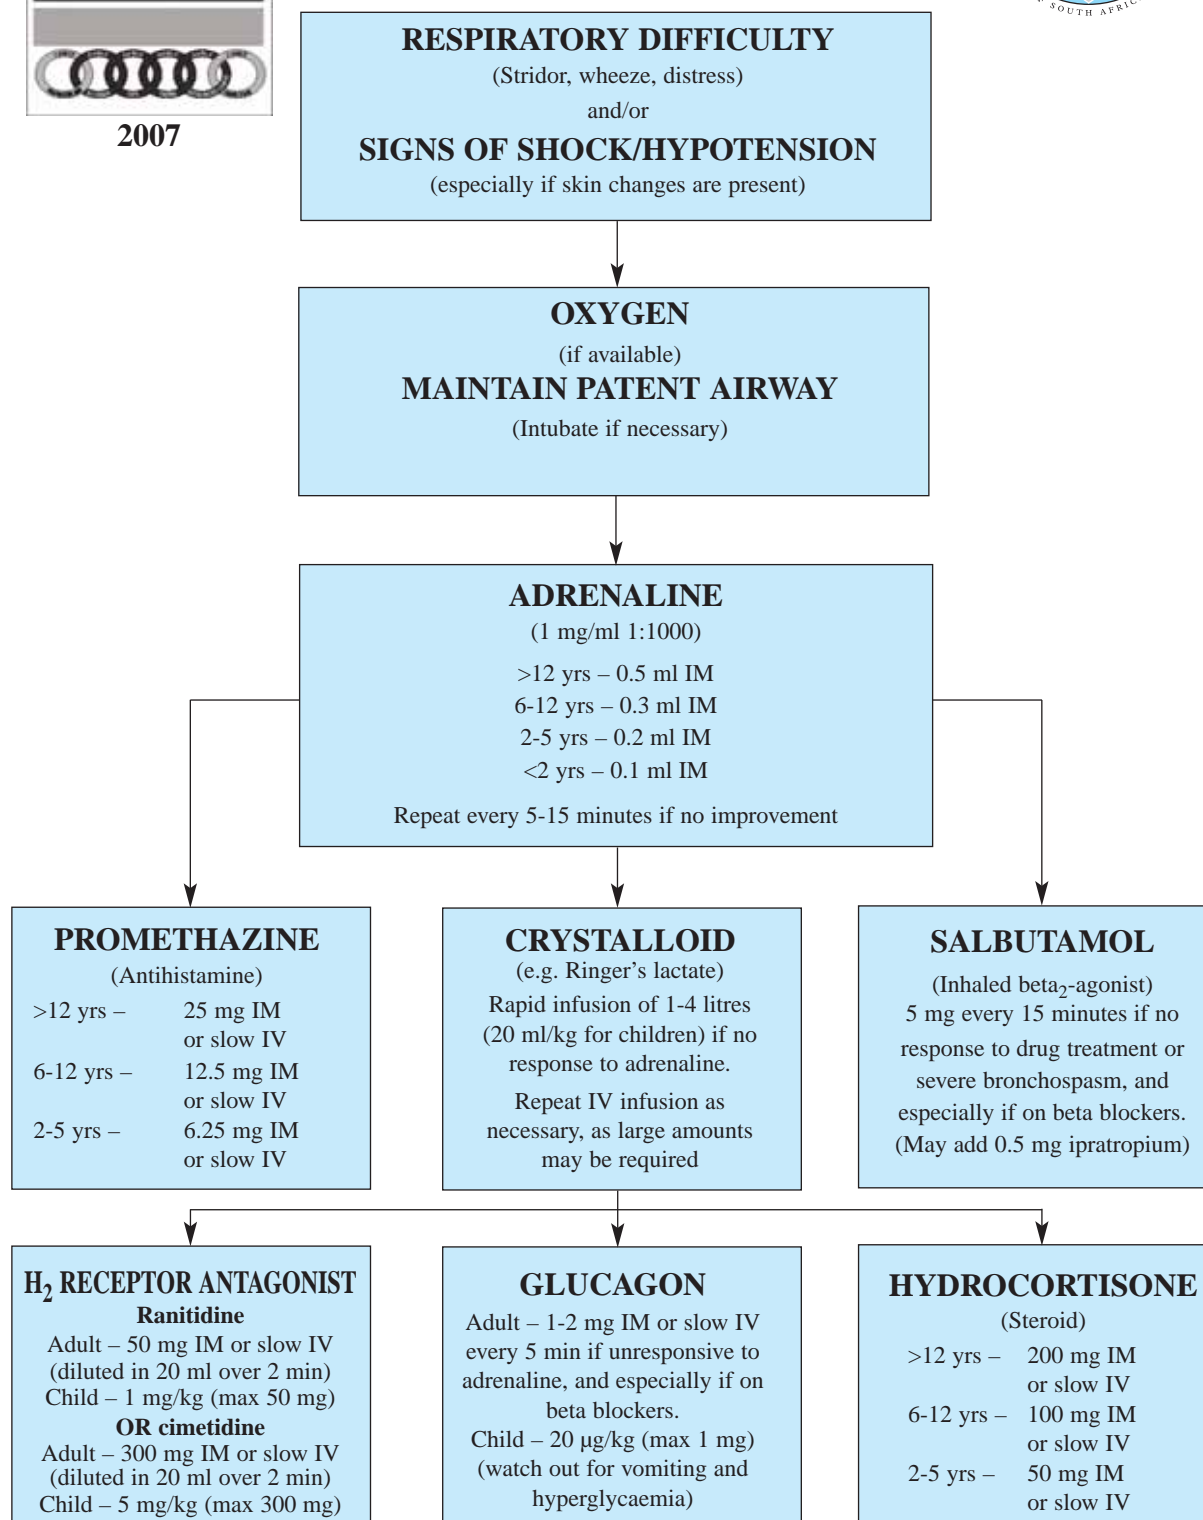 SOUTH AFRIC
2007
RESPIRATORY DIFFICULTY
(Stridor, wheeze, distress)
and/or
SIGNS OF SHOCK/HYPOTENSION
(especially if skin changes are present)
OXYGEN
(if available)
MAINTAIN PATENT AIRWAY
(Intubate if necessary)
ADRENALINE
(1 mg/ml 1:1000)
>12 yrs – 0.5 ml IM
6-12 yrs – 0.3 ml IM
2-5 yrs – 0.2 ml IM
<2 yrs – 0.1 ml IM
Repeat every 5-15 minutes if no improvement
PROMETHAZINE
(Antihistamine)
>12 yrs – 25 mg IM
or slow IV
6-12 yrs – 12.5 mg IM
or slow IV
2-5 yrs – 6.25 mg IM
or slow IV
CRYSTALLOID
(e.g. Ringer's lactate)
Rapid infusion of 1-4 litres
(20 ml/kg for children) if no
response to adrenaline.
Repeat IV infusion as
necessary, as large amounts
may be required
SALBUTAMOL
(Inhaled beta₂-agonist)
5 mg every 15 minutes if no
response to drug treatment or
severe bronchospasm, and
especially if on beta blockers.
(May add 0.5 mg ipratropium)
H₂ RECEPTOR ANTAGONIST
Ranitidine
Adult – 50 mg IM or slow IV
(diluted in 20 ml over 2 min)
Child – 1 mg/kg (max 50 mg)
OR cimetidine
Adult – 300 mg IM or slow IV
(diluted in 20 ml over 2 min)
Child – 5 mg/kg (max 300 mg)
GLUCAGON
Adult – 1-2 mg IM or slow IV
every 5 min if unresponsive to
adrenaline, and especially if on
beta blockers.
Child – 20 µg/kg (max 1 mg)
(watch out for vomiting and
hyperglycaemia)
HYDROCORTISONE
(Steroid)
>12 yrs – 200 mg IM
or slow IV
6-12 yrs – 100 mg IM
or slow IV
2-5 yrs – 50 mg IM
or slow IV